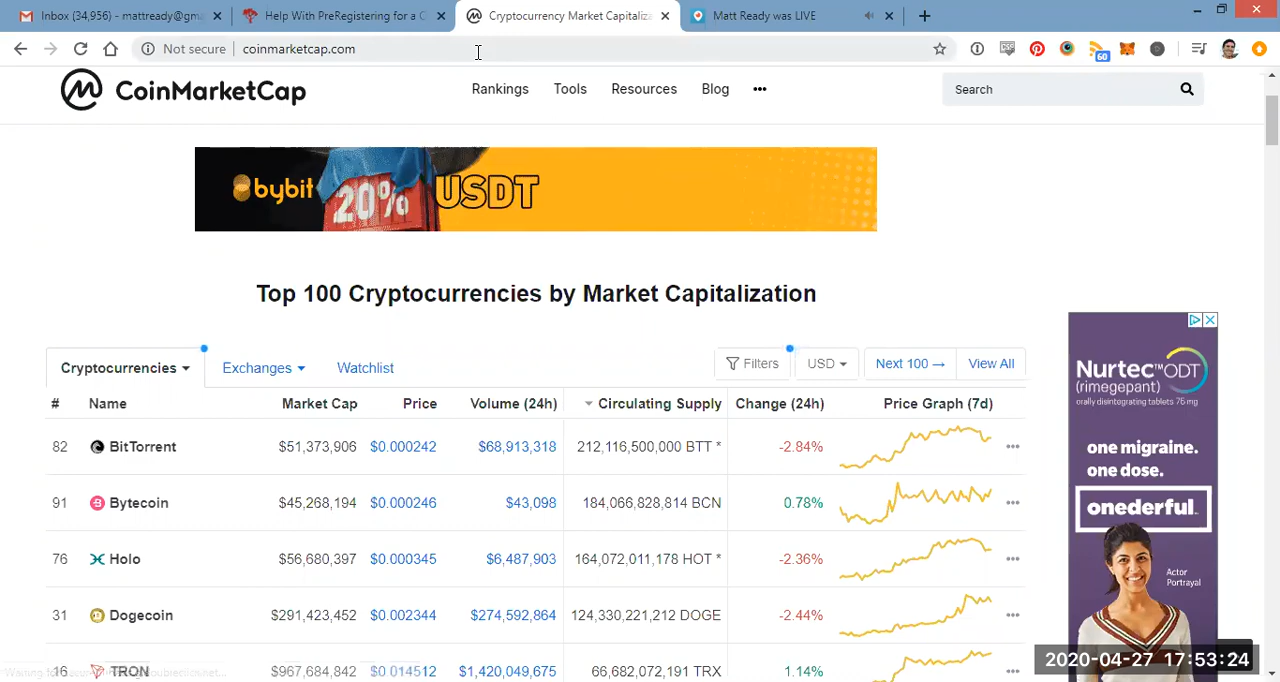 Inbox (34,956) - mattready@gma
Help With PreRegistering for a C
Cryptocurrency Market Capitaliza
Matt Ready was LIVE
Not secure
coinmarketcap.com
60
CoinMarketCap
Rankings
Tools
Resources
Blog
Search
bybit
20%
USDT
Top 100 Cryptocurrencies by Market Capitalization
Cryptocurrencies
Exchanges
Watchlist
Filters
USD
Next 100 →
View All
# Name Market Cap Price Volume (24h) Circulating Supply Change (24h) Price Graph (7d)
82 BitTorrent $51,373,906 $0.000242 $68,913,318 212,116,500,000 BTT * -2.84%
91 Bytecoin $45,268,194 $0.000246 $43,098 184,066,828,814 BCN 0.78%
76 Holo $56,680,397 $0.000345 $6,487,903 164,072,011,178 HOT * -2.36%
31 Dogecoin $291,423,452 $0.002344 $274,592,864 124,330,221,212 DOGE -2.44%
16 TRON $967,684,842 $0.014512 $1,420,049,675 66,682,072,191 TRX 1.14%
Nurtec™ODT
(rimegepant)
orally disintegrating tablets 75 mg
one migraine.
one dose.
onederful.
Actor
Portrayal
2020-04-27 17:53:24